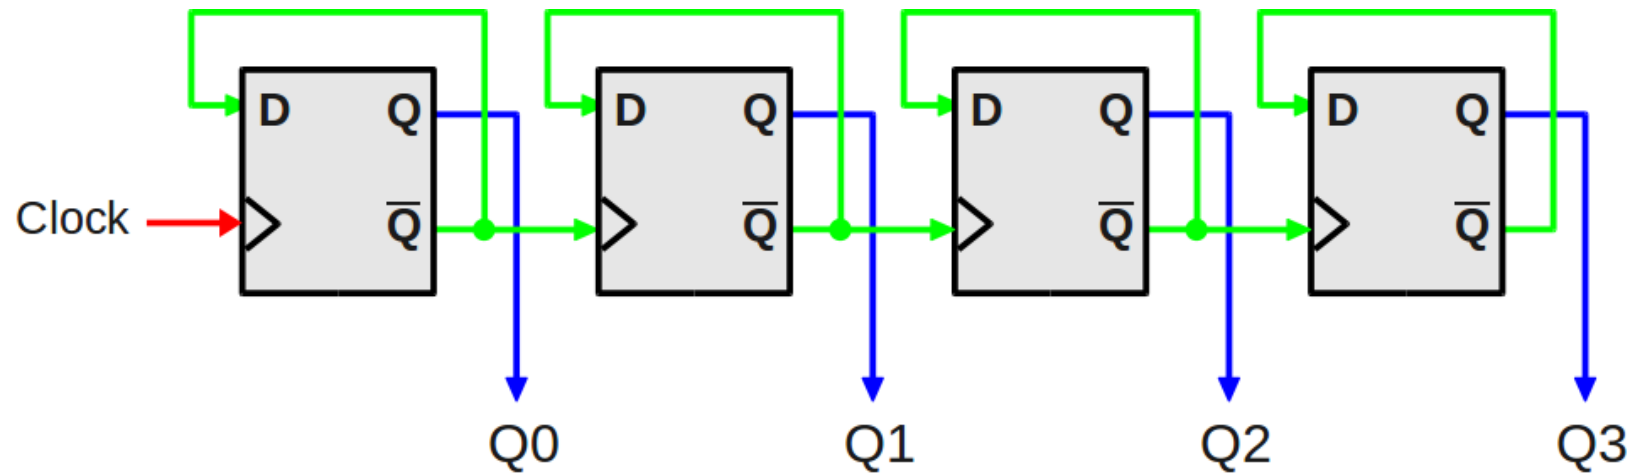 D Q D Q D Q D Q
Clock Q̅ Q̅ Q̅ Q̅
Q0 Q1 Q2 Q3